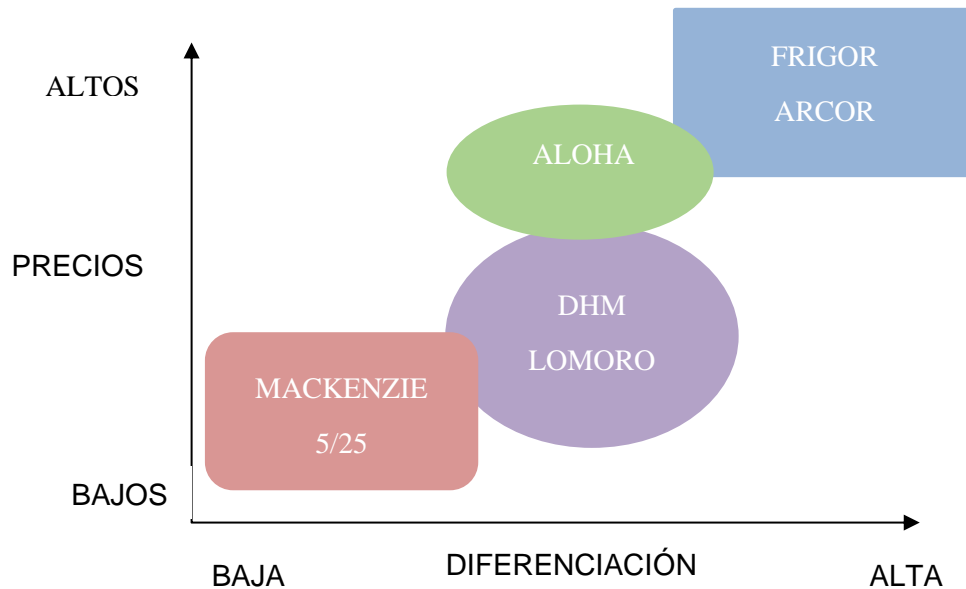 FRIGOR
ARCOR
ALTOS
ALOHA
PRECIOS
DHM
LOMORO
MACKENZIE
5/25
BAJOS
BAJA
DIFERENCIACIÓN
ALTA